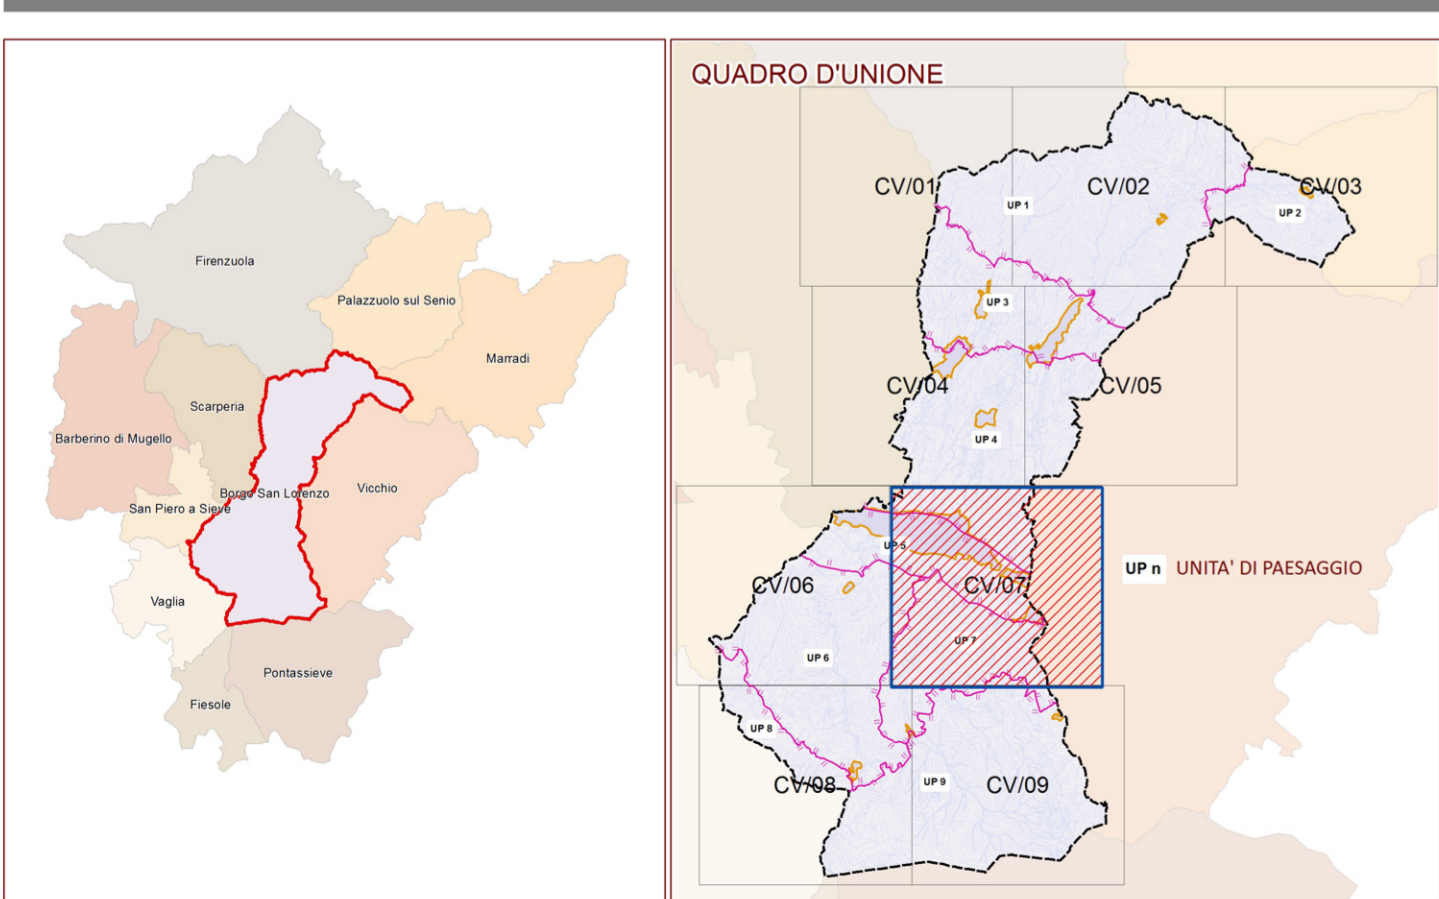 Firenzuola
Palazzuolo sul Senio
Marradi
Scarperia
Barberino di Mugello
Vicchio
Borgo San Lorenzo
San Piero a Sieve
Vaglia
Pontassieve
Fiesole
QUADRO D'UNIONE
CV/01
CV/02
CV/03
UP 1
UP 2
UP 3
CV/04
CV/05
UP 4
UP 5
UP n UNITA' DI PAESAGGIO
CV/06
CV/07
UP 7
UP 6
UP 8
CV/08
UP 9
CV/09